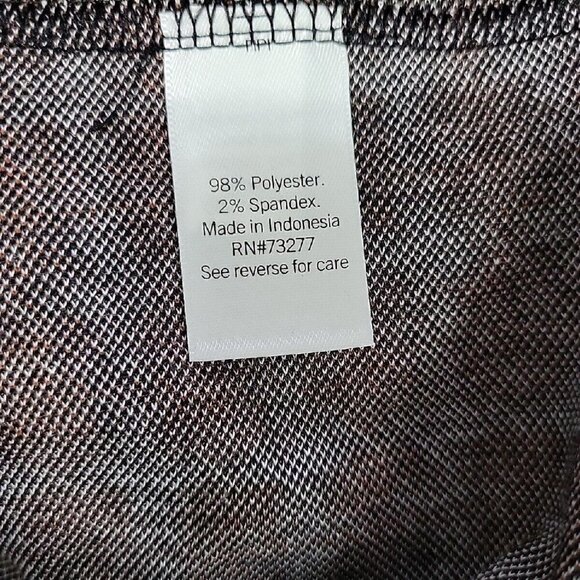 98% Polyester.
2% Spandex.
Made in Indonesia
RN#73277
See reverse for care